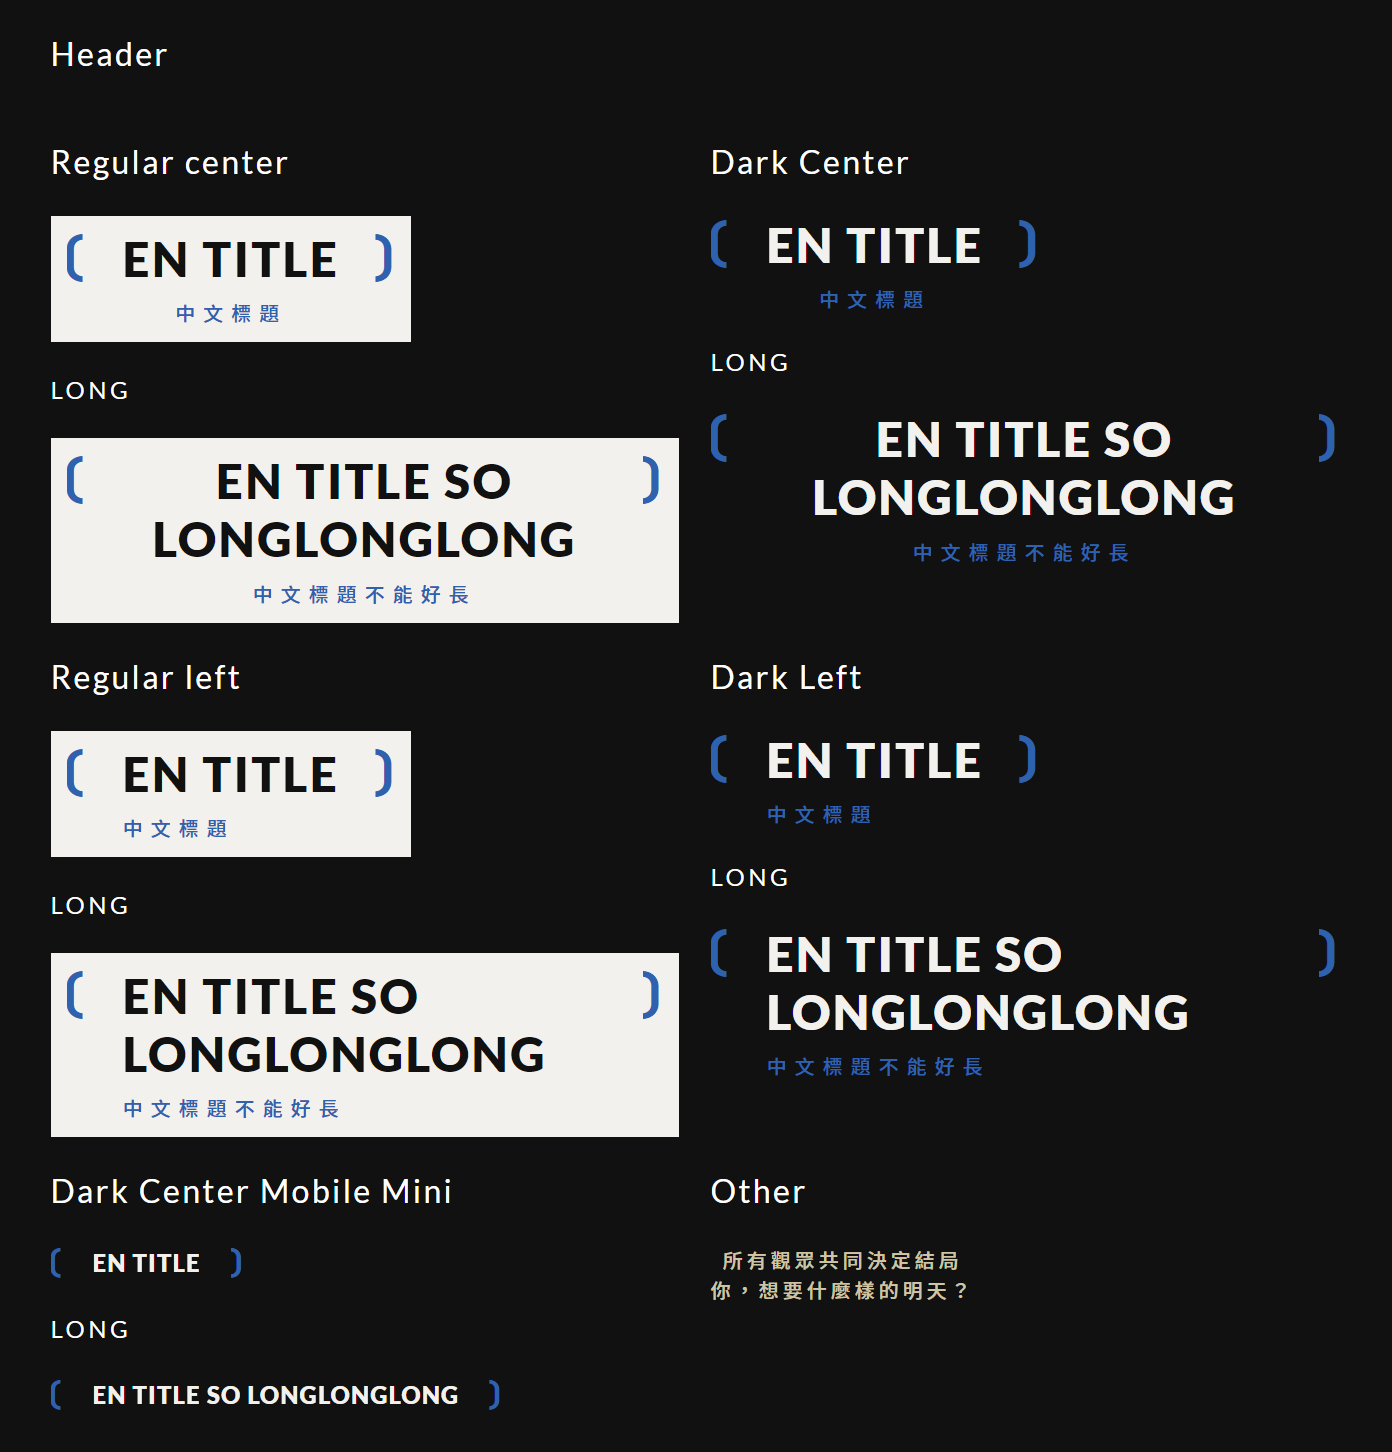 Header
Regular center
EN TITLE
中文標題
LONG
EN TITLE SO
LONGLONGLONG
中文標題不能好長
Dark Center
EN TITLE
中文標題
LONG
EN TITLE SO
LONGLONGLONG
中文標題不能好長
Regular left
EN TITLE
中文標題
LONG
EN TITLE SO
LONGLONGLONG
中文標題不能好長
Dark Left
EN TITLE
中文標題
LONG
EN TITLE SO
LONGLONGLONG
中文標題不能好長
Dark Center Mobile Mini
EN TITLE
LONG
EN TITLE SO LONGLONGLONG
Other
所有觀眾共同決定結局
你，想要什麼樣的明天？